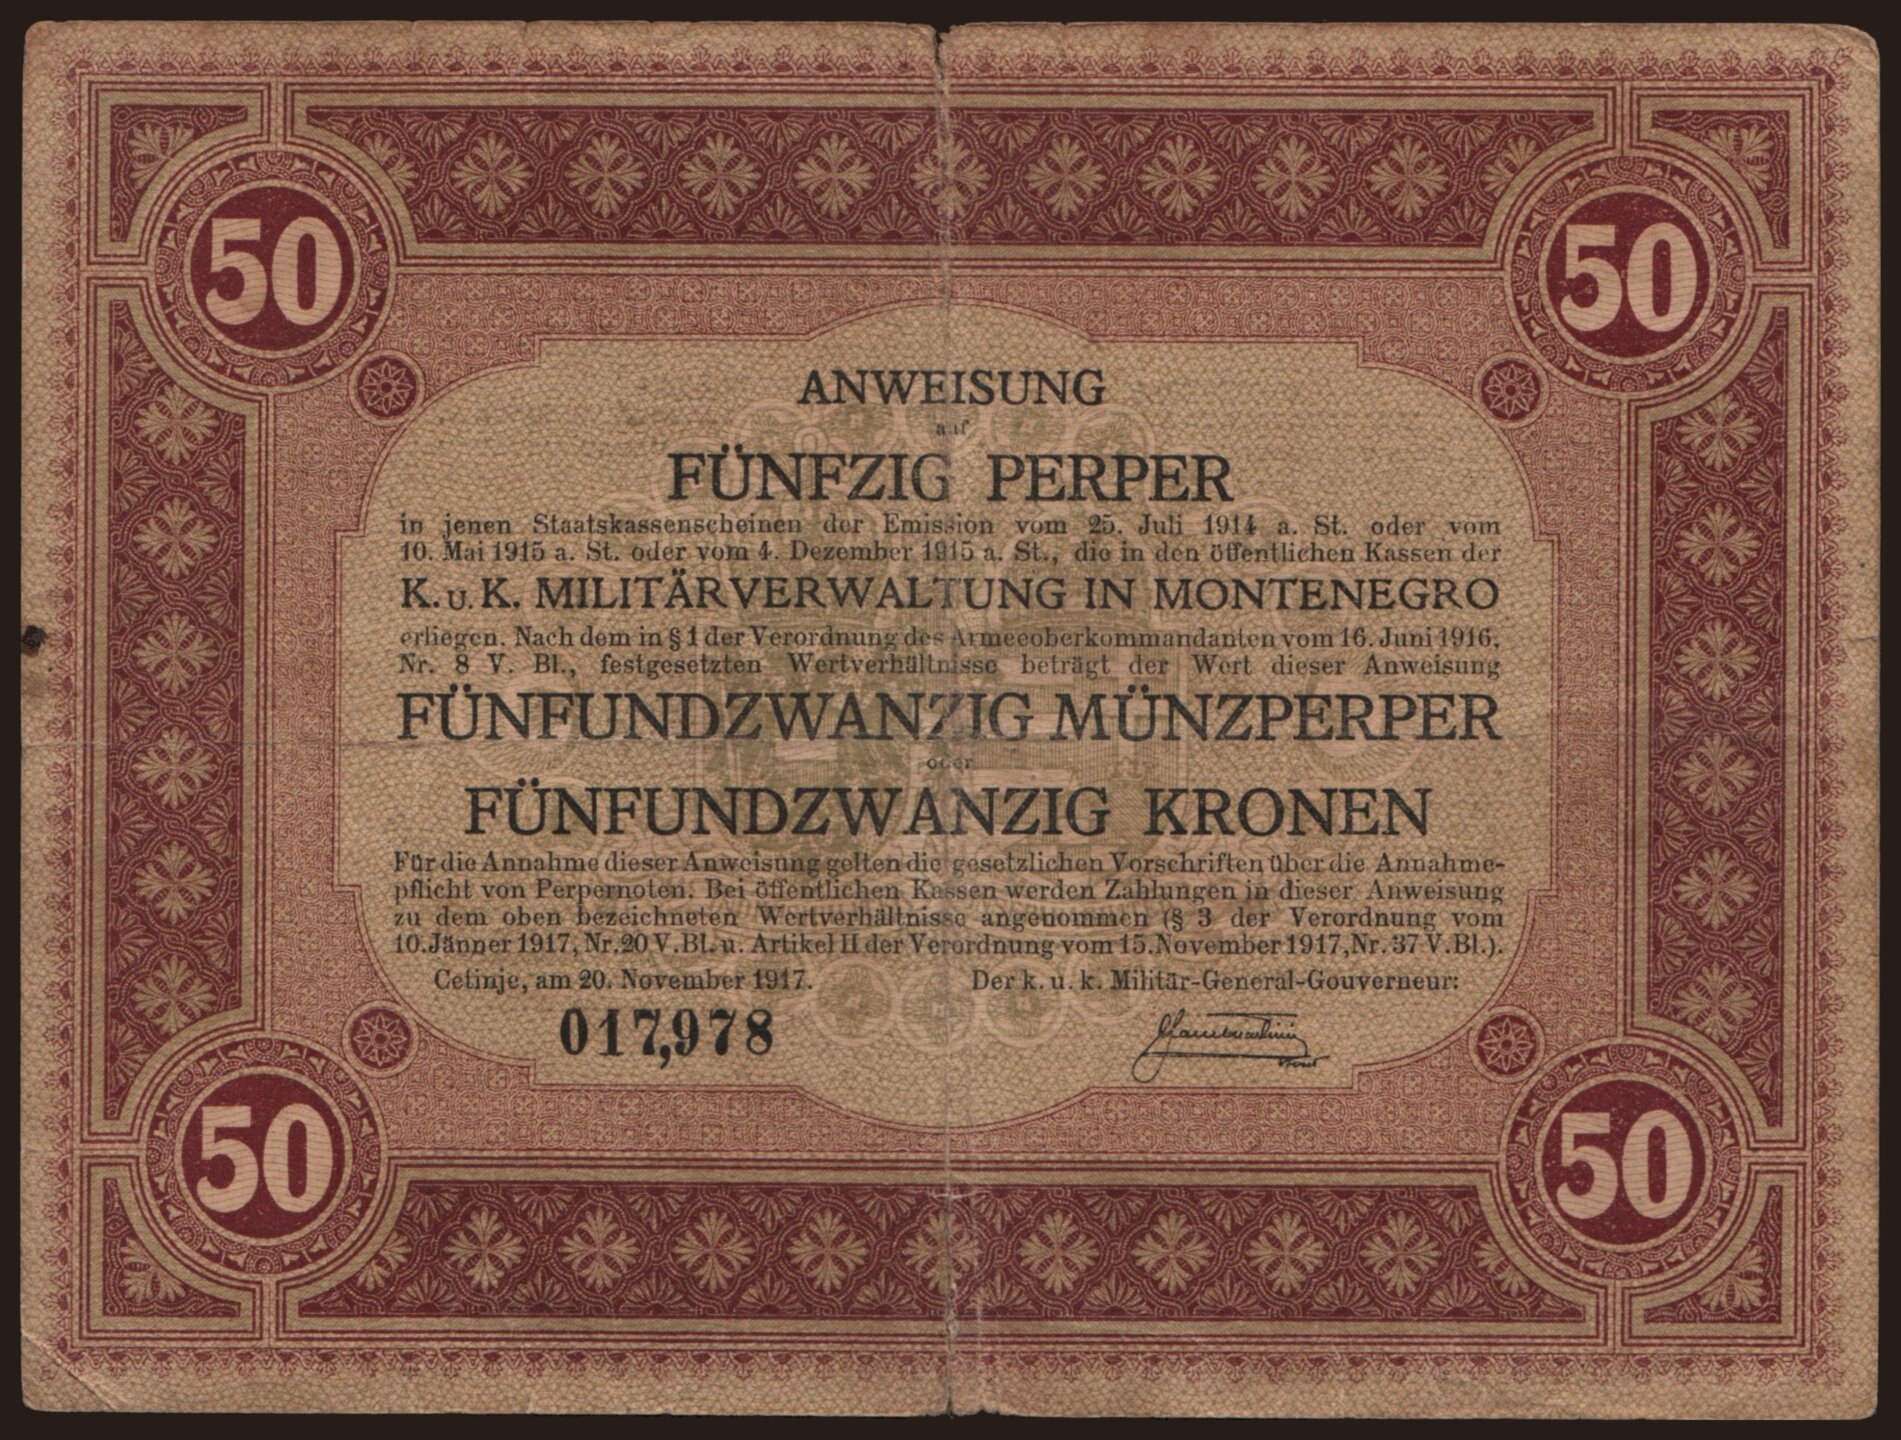 50 50
ANWEISUNG
auf
FÜNFZIG PERPER
in jenen Staatskassenscheinen der Emission vom 25. Juli 1914 a. St. oder vom
10. Mai 1915 a. St. oder vom 4. Dezember 1915 a. St., die in den öffentlichen Kassen der
K. u. K. MILITÄRVERWALTUNG IN MONTENEGRO
erliegen. Nach dem in § 1 der Verordnung des Armeeoberkommandanten vom 16. Juni 1916,
Nr. 8 V. Bl., festgesetzten Wertverhältnisse beträgt der Wert dieser Anweisung
FÜNFUNDZWANZIG MÜNZPERPER
oder
FÜNFUNDZWANZIG KRONEN
Für die Annahme dieser Anweisung gelten die gesetzlichen Vorschriften über die Annahme-
pflicht von Perpernoten. Bei öffentlichen Kassen werden Zahlungen in dieser Anweisung
zu dem oben bezeichneten Wertverhältnisse angenommen (§ 3 der Verordnung vom
10. Jänner 1917, Nr. 20 V. Bl. u. Artikel II der Verordnung vom 15. November 1917, Nr. 37 V. Bl.).
Cetinje, am 20. November 1917. Der k. u. k. Militär-General-Gouverneur:
017,978
50 50